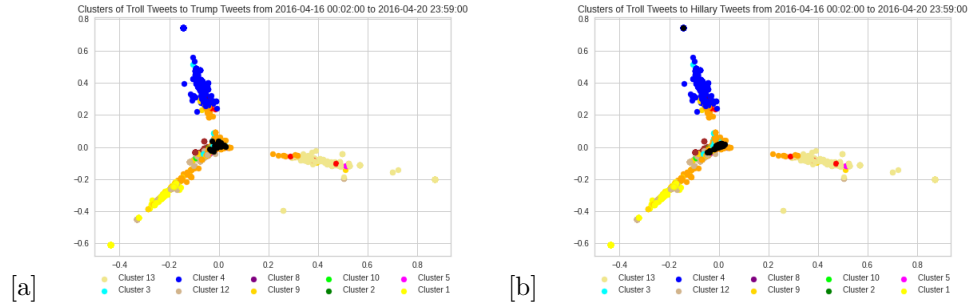 Clusters of Troll Tweets to Trump Tweets from 2016-04-16 00:02:00 to 2016-04-20 23:59:00
0.8
0.6
0.4
0.2
0.0
−0.2
−0.4
−0.6
−0.4 −0.2 0.0 0.2 0.4 0.6 0.8
Cluster 13 Cluster 4 Cluster 8 Cluster 10 Cluster 5
Cluster 3 Cluster 12 Cluster 9 Cluster 2 Cluster 1
[a]
Clusters of Troll Tweets to Hillary Tweets from 2016-04-16 00:02:00 to 2016-04-20 23:59:00
0.8
0.6
0.4
0.2
0.0
−0.2
−0.4
−0.6
−0.4 −0.2 0.0 0.2 0.4 0.6 0.8
Cluster 13 Cluster 4 Cluster 8 Cluster 10 Cluster 5
Cluster 3 Cluster 12 Cluster 9 Cluster 2 Cluster 1
[b]